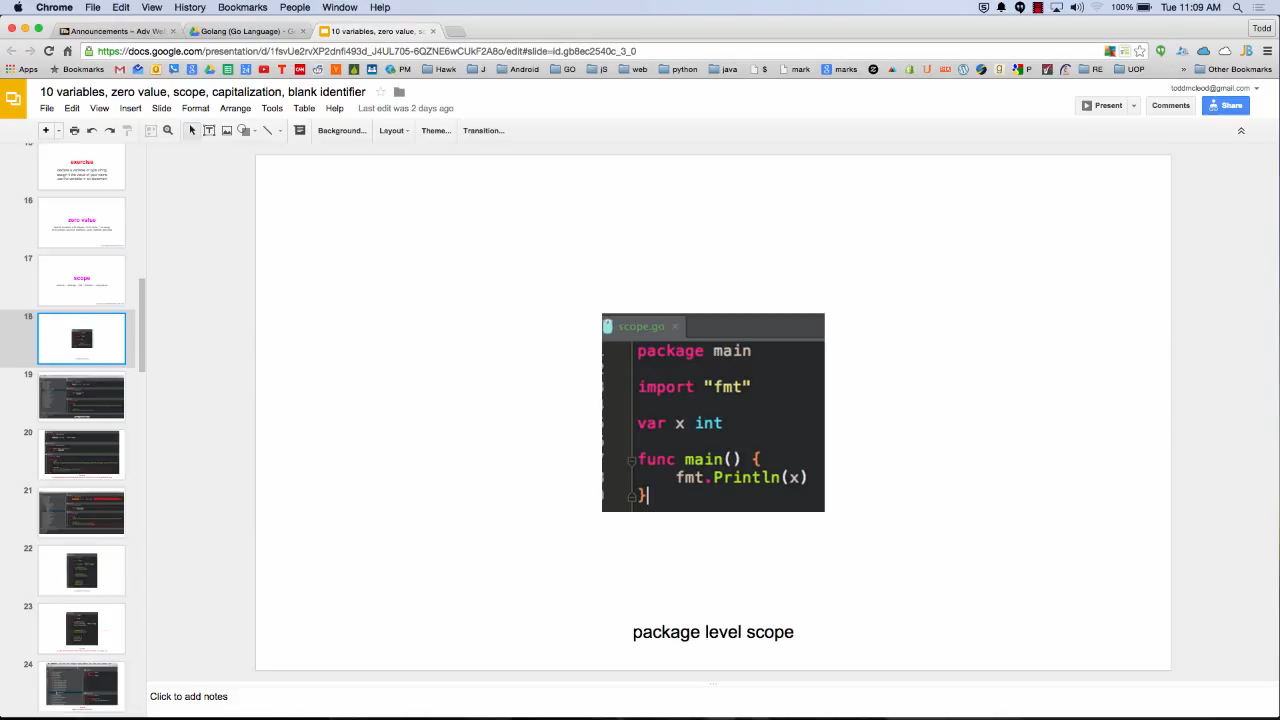 Chrome File Edit View History Bookmarks People Window Help
100% Fri 11:09 AM
Announcements – Adv Web
Golang (Go Language) - Go
10 variables, zero value, sc
Todd
https://docs.google.com/presentation/d/1fsvUe2rvXP2dnfi493d_J4UL705-6QZNE6wCUkF2A8o/edit#slide=id.gb8ec2540c_3_0
Apps Bookmarks PM Hawk J Android GO JS web python java $ mark marks RE UOP Other Bookmarks
10 variables, zero value, scope, capitalization, blank identifier
toddmcleod@gmail.com
File Edit View Insert Slide Format Arrange Tools Table Help Last edit was 2 days ago
Present Comments Share
Background... Layout Theme... Transition...
exercise
16
zero value
17
scope
18
19
20
21
22
23
24
scope.go
package main
import "fmt"
var x int
func main() {
fmt.Println(x)
}
package level scope
Click to add notes